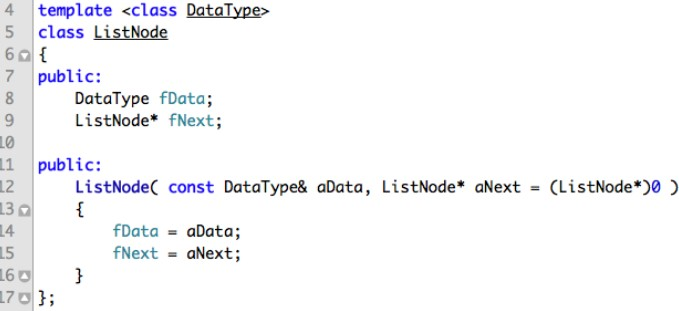 4 template <class DataType>
5 class ListNode
6 {
7 public:
8     DataType fData;
9     ListNode* fNext;
10
11 public:
12     ListNode( const DataType& aData, ListNode* aNext = (ListNode*)0 )
13     {
14         fData = aData;
15         fNext = aNext;
16     }
17 };